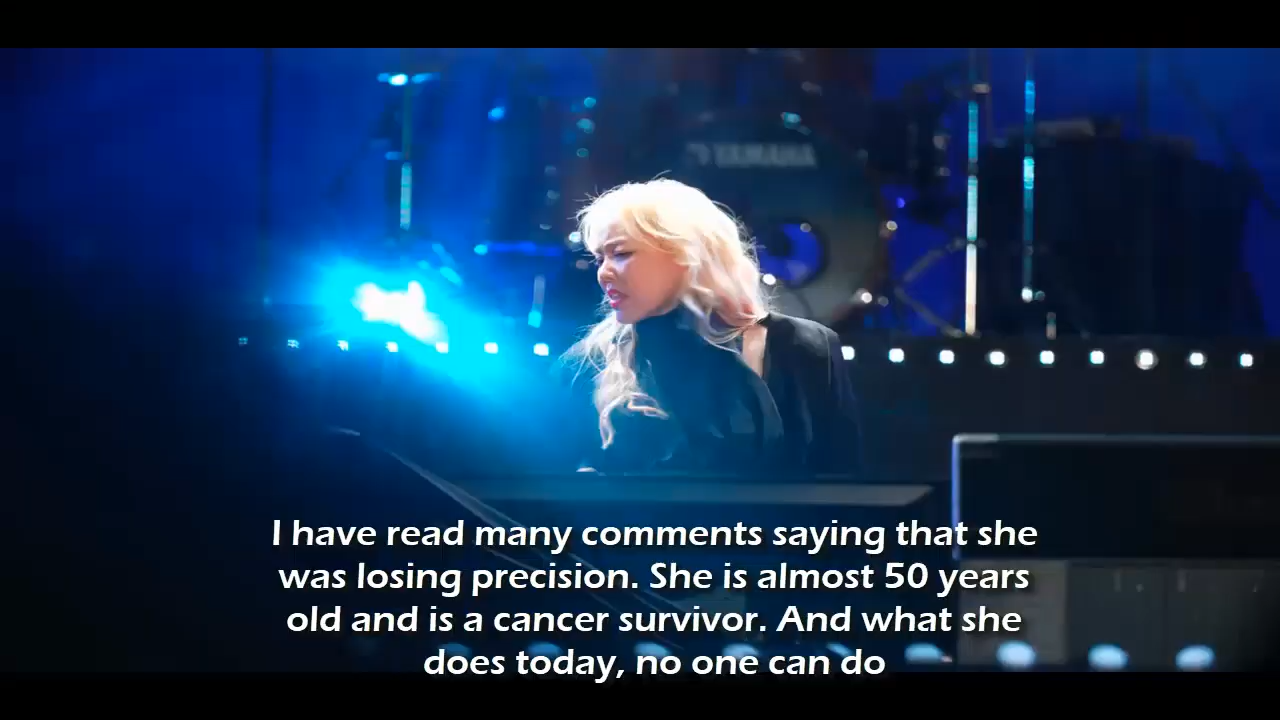 YAMAHA
I have read many comments saying that she
was losing precision. She is almost 50 years
old and is a cancer survivor. And what she
does today, no one can do